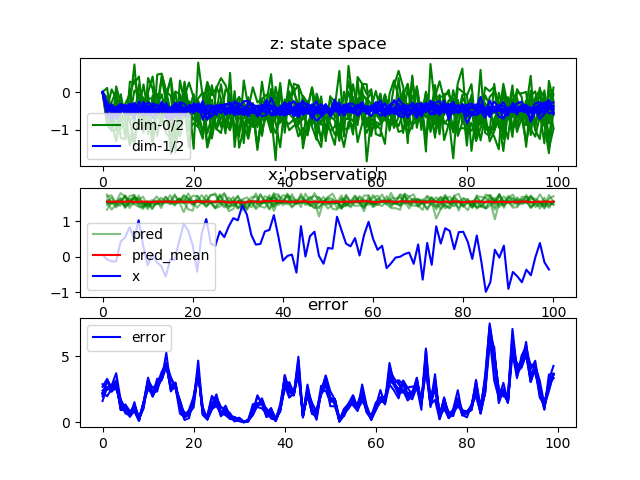 z: state space
0
−1
dim-0/2
dim-1/2
0
20
40
60
80
100
x: observation
1
0
−1
pred
pred_mean
x
0
20
40
60
80
100
error
5
0
error
0
20
40
60
80
100